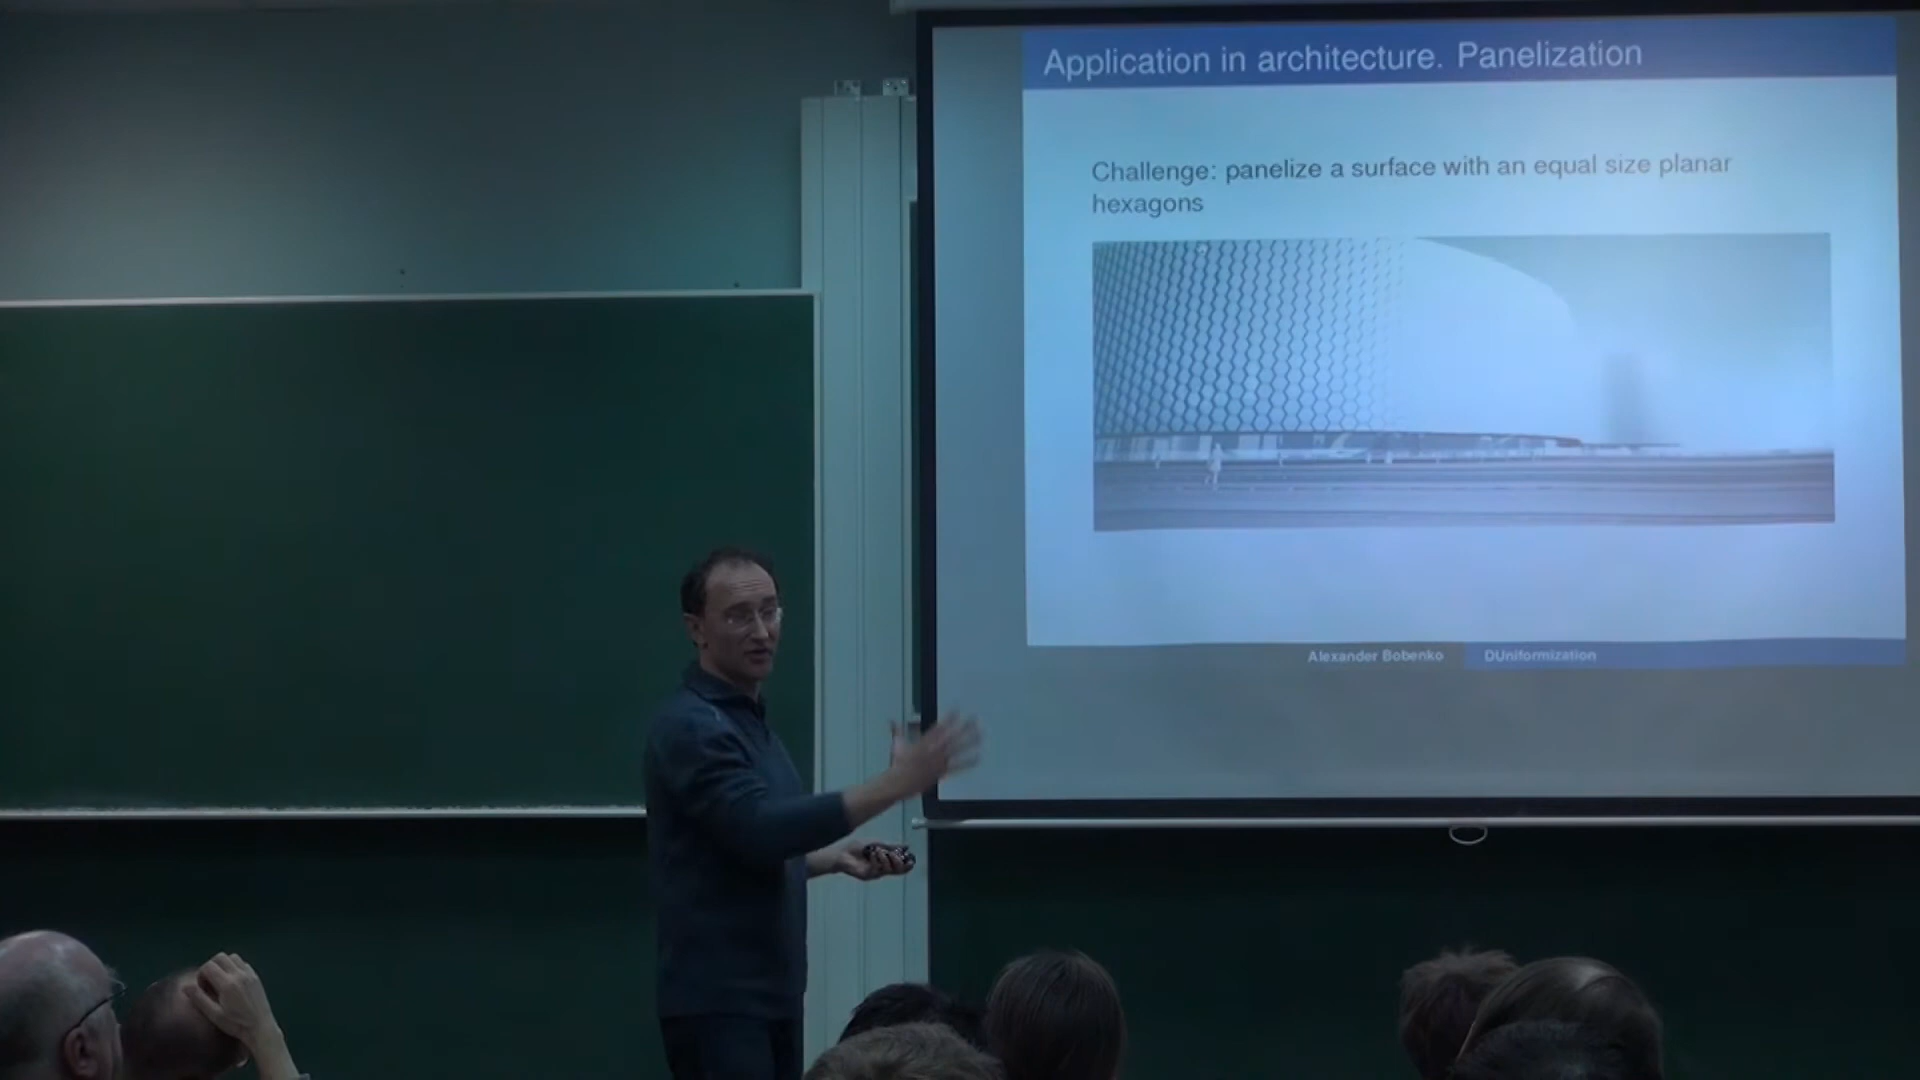 Application in architecture. Panelization
Challenge: panelize a surface with an equal size planar
hexagons
Alexander Bobenko DUniformization